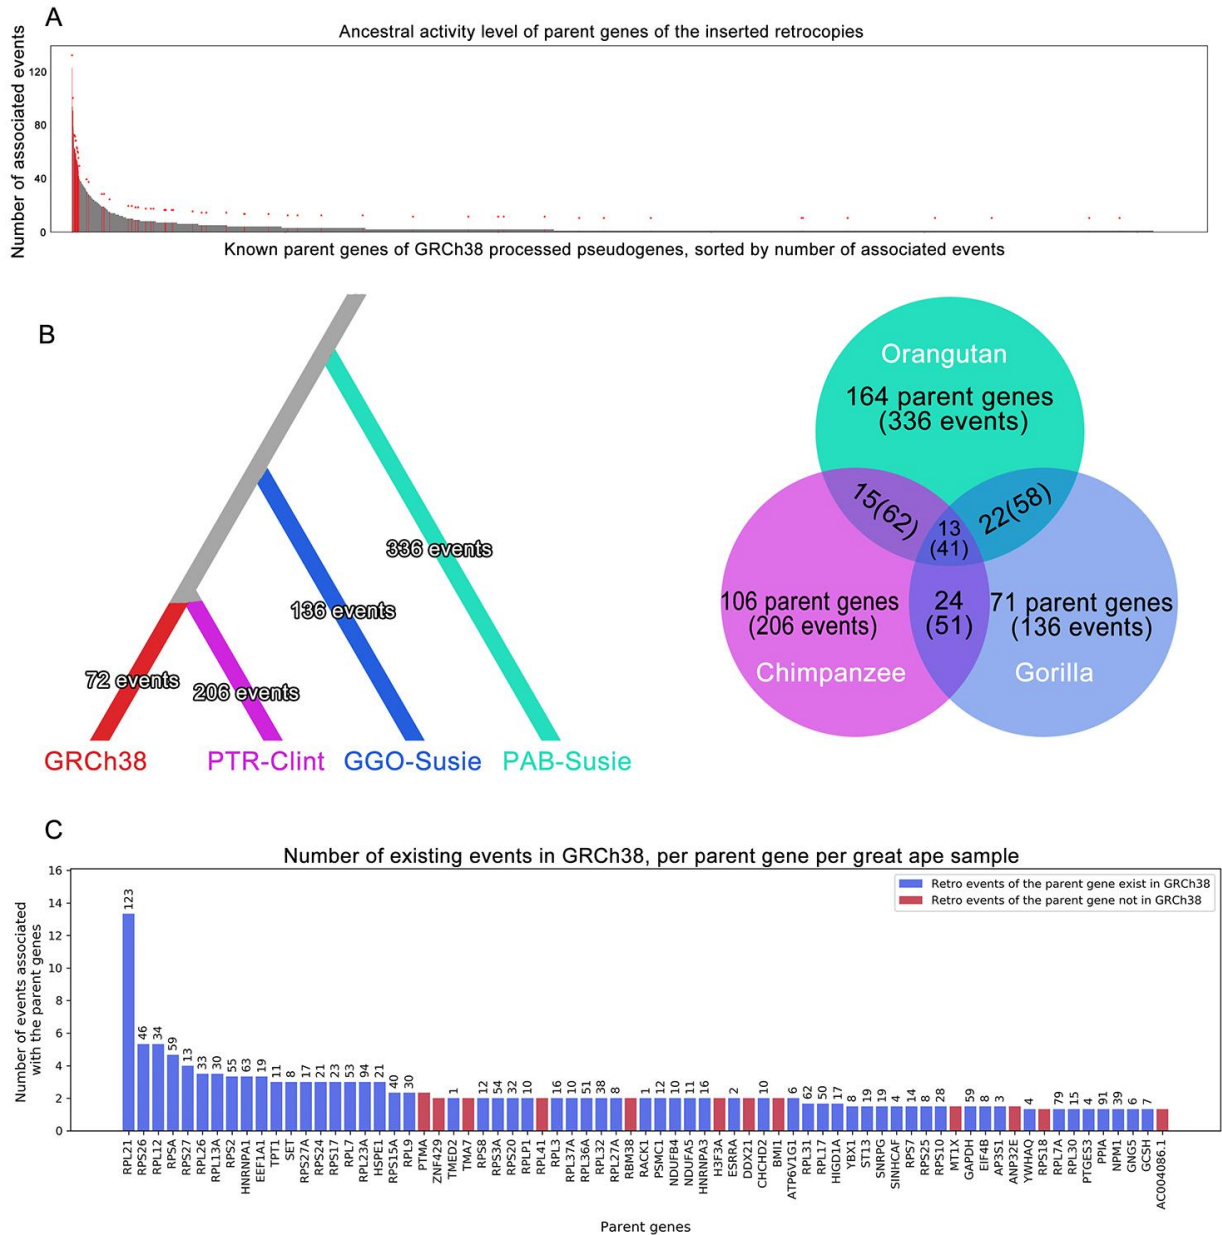 A
Ancestral activity level of parent genes of the inserted retrocopies
Number of associated events
120
80
40
0
Known parent genes of GRCh38 processed pseudogenes, sorted by number of associated events
B
336 events
136 events
72 events
206 events
GRCh38
PTR-Clint
GGO-Susie
PAB-Susie
Orangutan
164 parent genes
(336 events)
15(62)
22(58)
13
(41)
106 parent genes
(206 events)
24
(51)
71 parent genes
(136 events)
Chimpanzee
Gorilla
C
Number of existing events in GRCh38, per parent gene per great ape sample
Number of events associated
with the parent genes
16
14
12
10
8
6
4
2
0
Retro events of the parent gene exist in GRCh38
Retro events of the parent gene not in GRCh38
123 46 34 59 13 33 30 55 63 19 11 8 17 21 23 53 94 21 40 30 1 12 54 32 10 16 10 51 38 8 1 12 10 11 16 2 10 6 62 50 17 8 19 19 4 14 8 28 59 8 3 4 79 15 4 91 39 6 7
RPL21 RPS26 RPL12 RPSA RPS27 RPL26 RPL13A RPS2 HNRNPA1 EEF1A1 TPT1 SET RPS27A RPS24 RPS17 RPL7 RPL23A HSPE1 RPS15A RPL9 PTMA ZNF429 TMED2 TMA7 RPS8 RPS3A RPS20 RPLP1 RPL41 RPL3 RPL37A RPL36A RPL32 RPL27A RBM38 RACK1 PSMC1 NDUFB4 NDUFA5 HNRNPA3 H3F3A ESRRA DDX21 CHCHD2 BMI1 ATP6V1G1 RPL31 RPL17 HIGD1A YBX1 ST13 SNRPG SINHCAF RPS7 RPS25 RPS10 MT1X GAPDH EIF4B AP3S1 ANP32E YWHAQ RPS18 RPL7A RPL30 PTGES3 PPIA NPM1 GNG5 GCSH AC004086.1
Parent genes